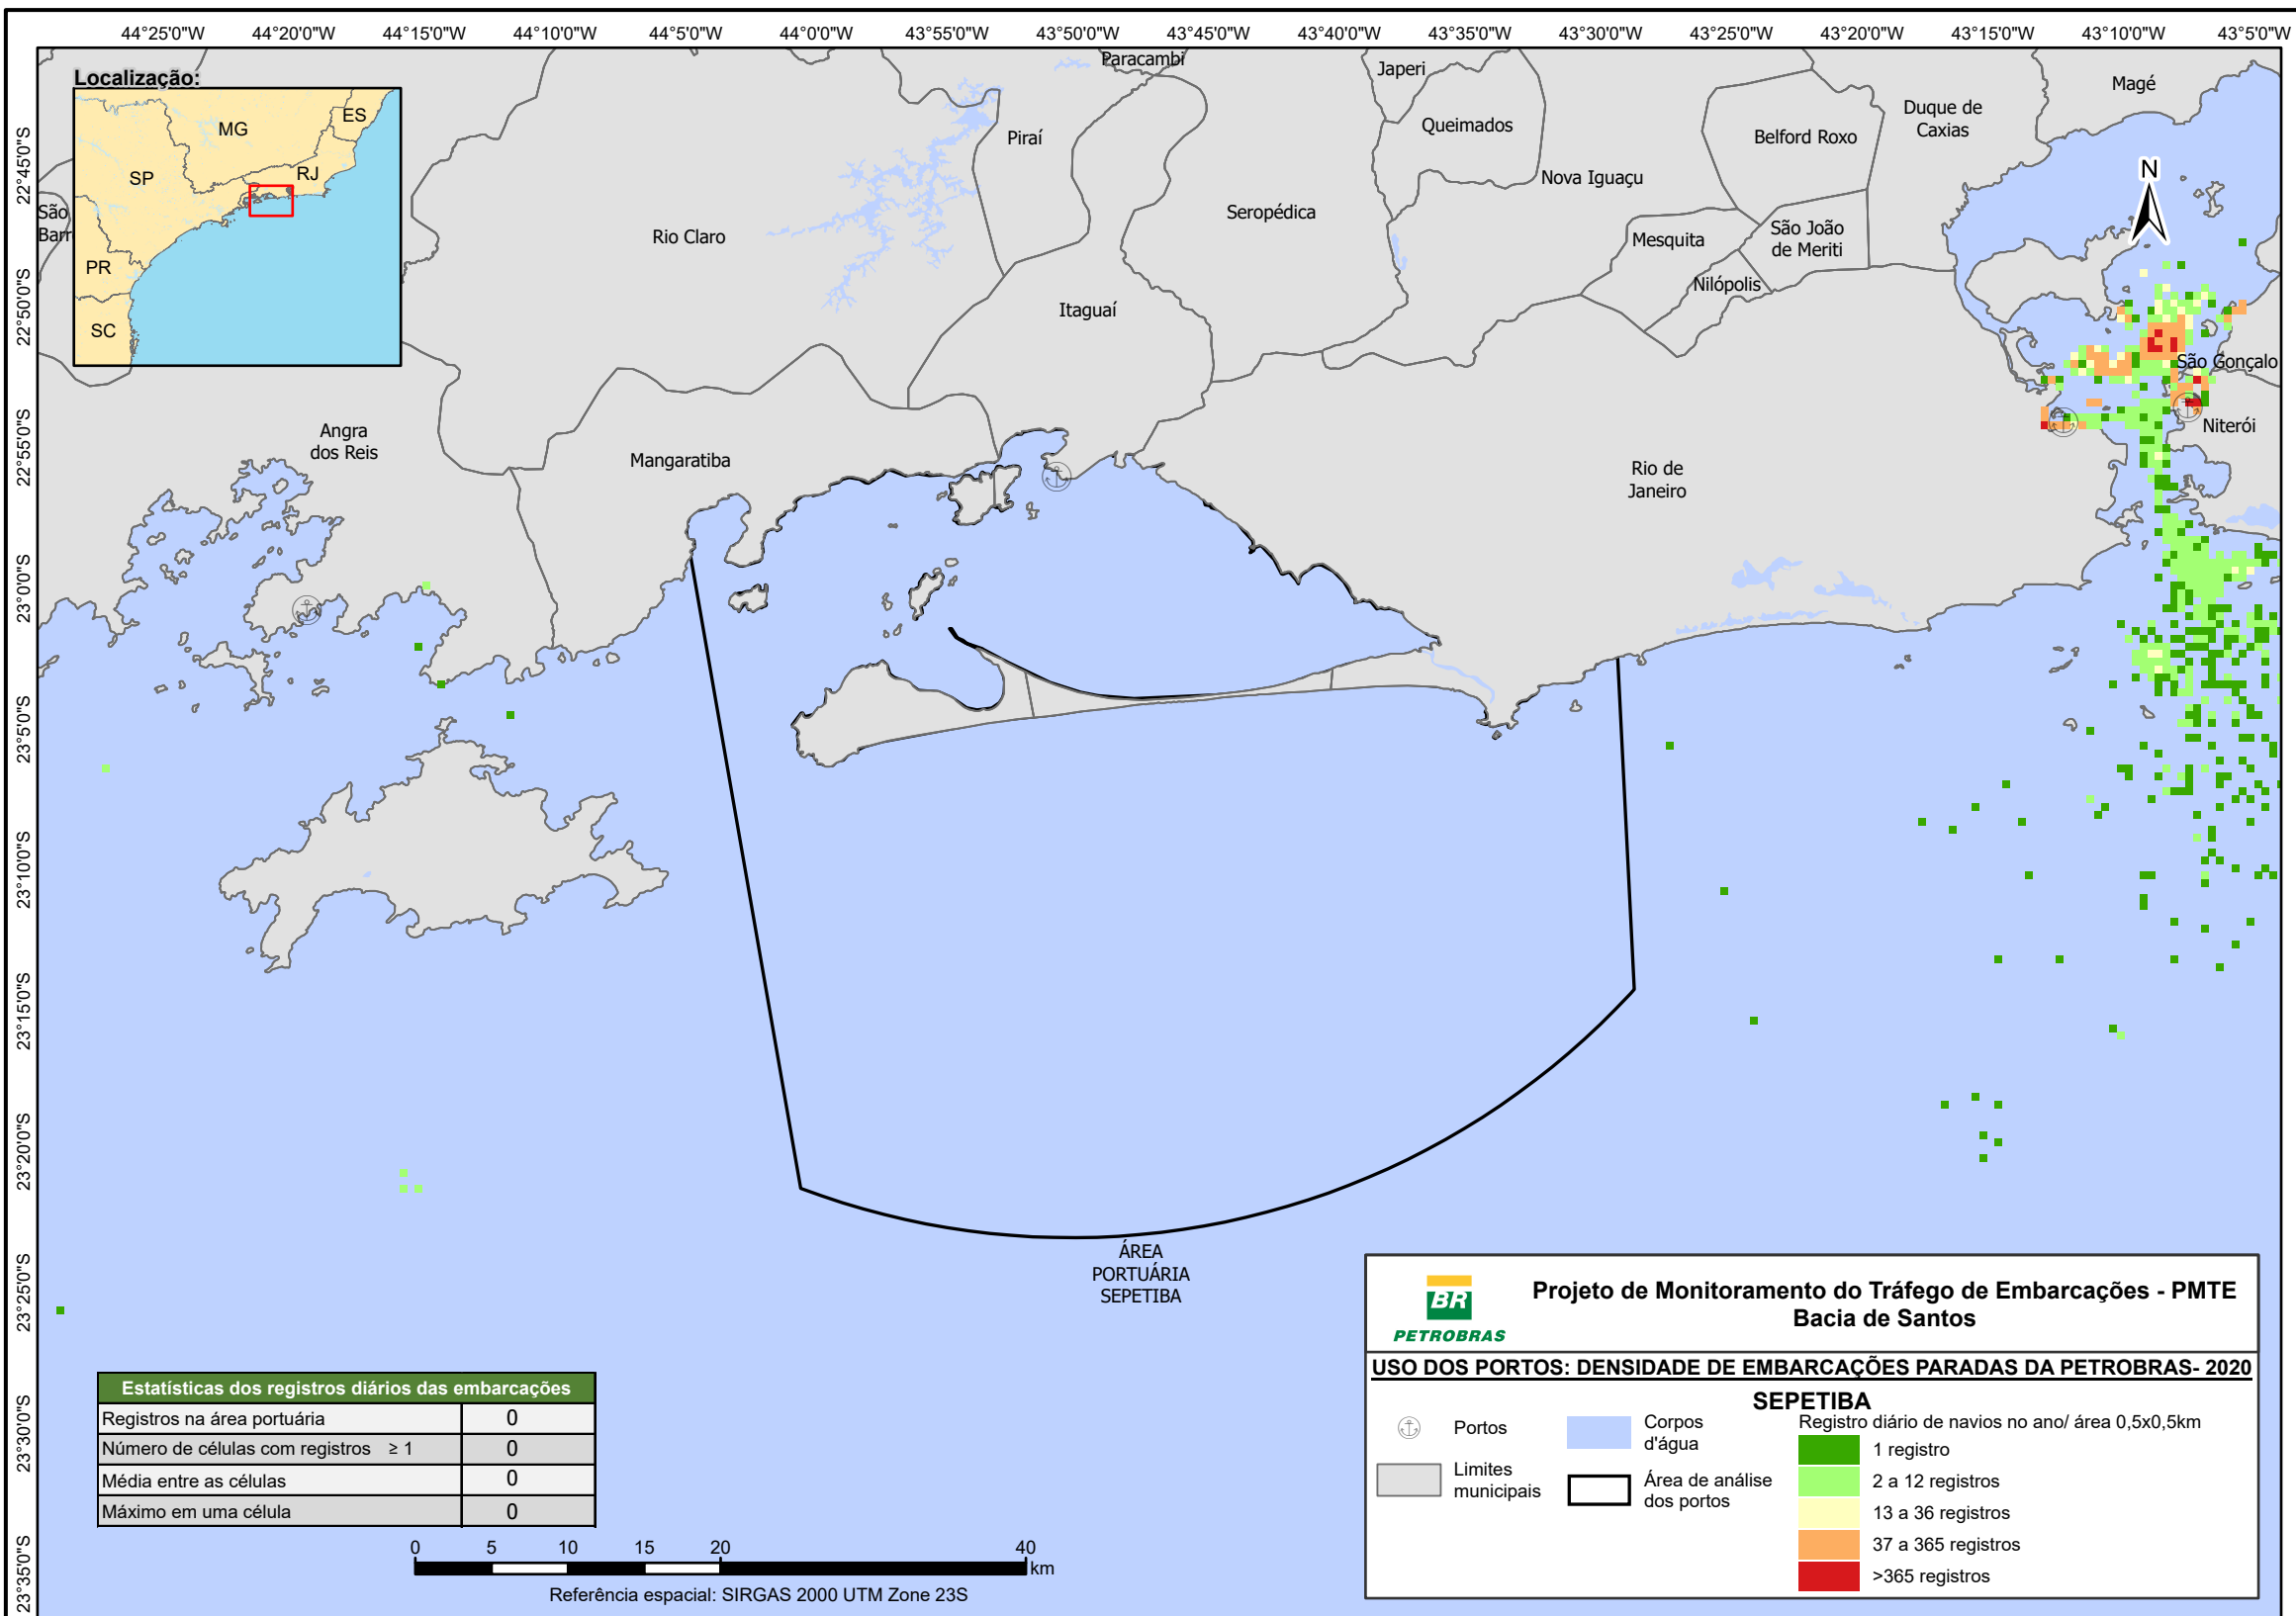 44°25'0"W 44°20'0"W 44°15'0"W 44°10'0"W 44°5'0"W 44°0'0"W 43°55'0"W 43°50'0"W 43°45'0"W 43°40'0"W 43°35'0"W 43°30'0"W 43°25'0"W 43°20'0"W 43°15'0"W 43°10'0"W 43°5'0"W
22°45'0"S
22°50'0"S
22°55'0"S
23°0'0"S
23°5'0"S
23°10'0"S
23°15'0"S
23°20'0"S
23°25'0"S
23°30'0"S
23°35'0"S
Localização:
ES
MG
RJ
SP
PR
SC
São
Barr
Paracambi
Japeri
Magé
Piraí
Queimados
Belford Roxo
Duque de
Caxias
N
Nova Iguaçu
Seropédica
Rio Claro
Mesquita
São João
de Meriti
Nilópolis
Itaguaí
São Gonçalo
Niterói
Angra
dos Reis
Mangaratiba
Rio de
Janeiro
ÁREA
PORTUÁRIA
SEPETIBA
Estatísticas dos registros diários das embarcações
Registros na área portuária 0
Número de células com registros ≥ 1 0
Média entre as células 0
Máximo em uma célula 0
0 5 10 15 20 40
km
Referência espacial: SIRGAS 2000 UTM Zone 23S
BR
PETROBRAS
Projeto de Monitoramento do Tráfego de Embarcações - PMTE
Bacia de Santos
USO DOS PORTOS: DENSIDADE DE EMBARCAÇÕES PARADAS DA PETROBRAS- 2020
SEPETIBA
Portos
Limites
municipais
Corpos
d'água
Área de análise
dos portos
Registro diário de navios no ano/ área 0,5x0,5km
1 registro
2 a 12 registros
13 a 36 registros
37 a 365 registros
>365 registros